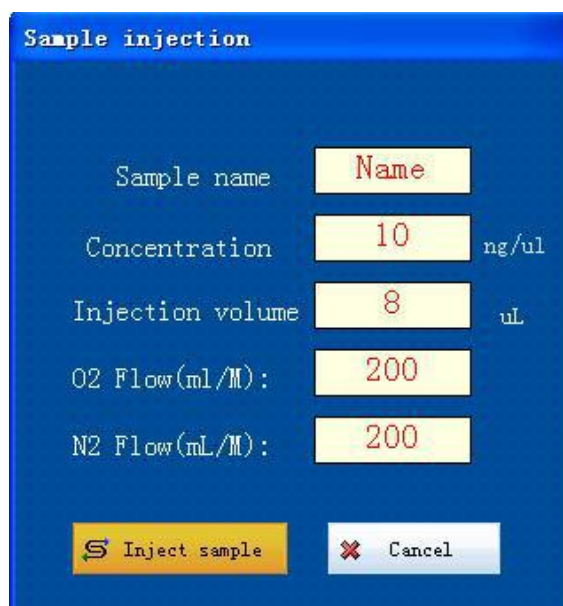 Sample injection
Sample name Name
Concentration 10 ng/ul
Injection volume 8 uL
O2 Flow(ml/M): 200
N2 Flow(mL/M): 200
Inject sample Cancel